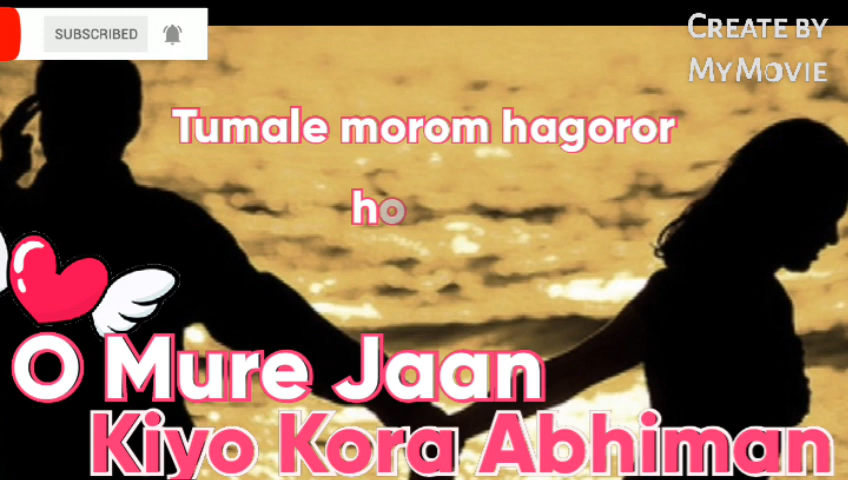 SUBSCRIBED
CREATE BY
MYMOVIE
Tumale morom hagoror
ho
O Mure Jaan
Kiyo Kora Abhiman